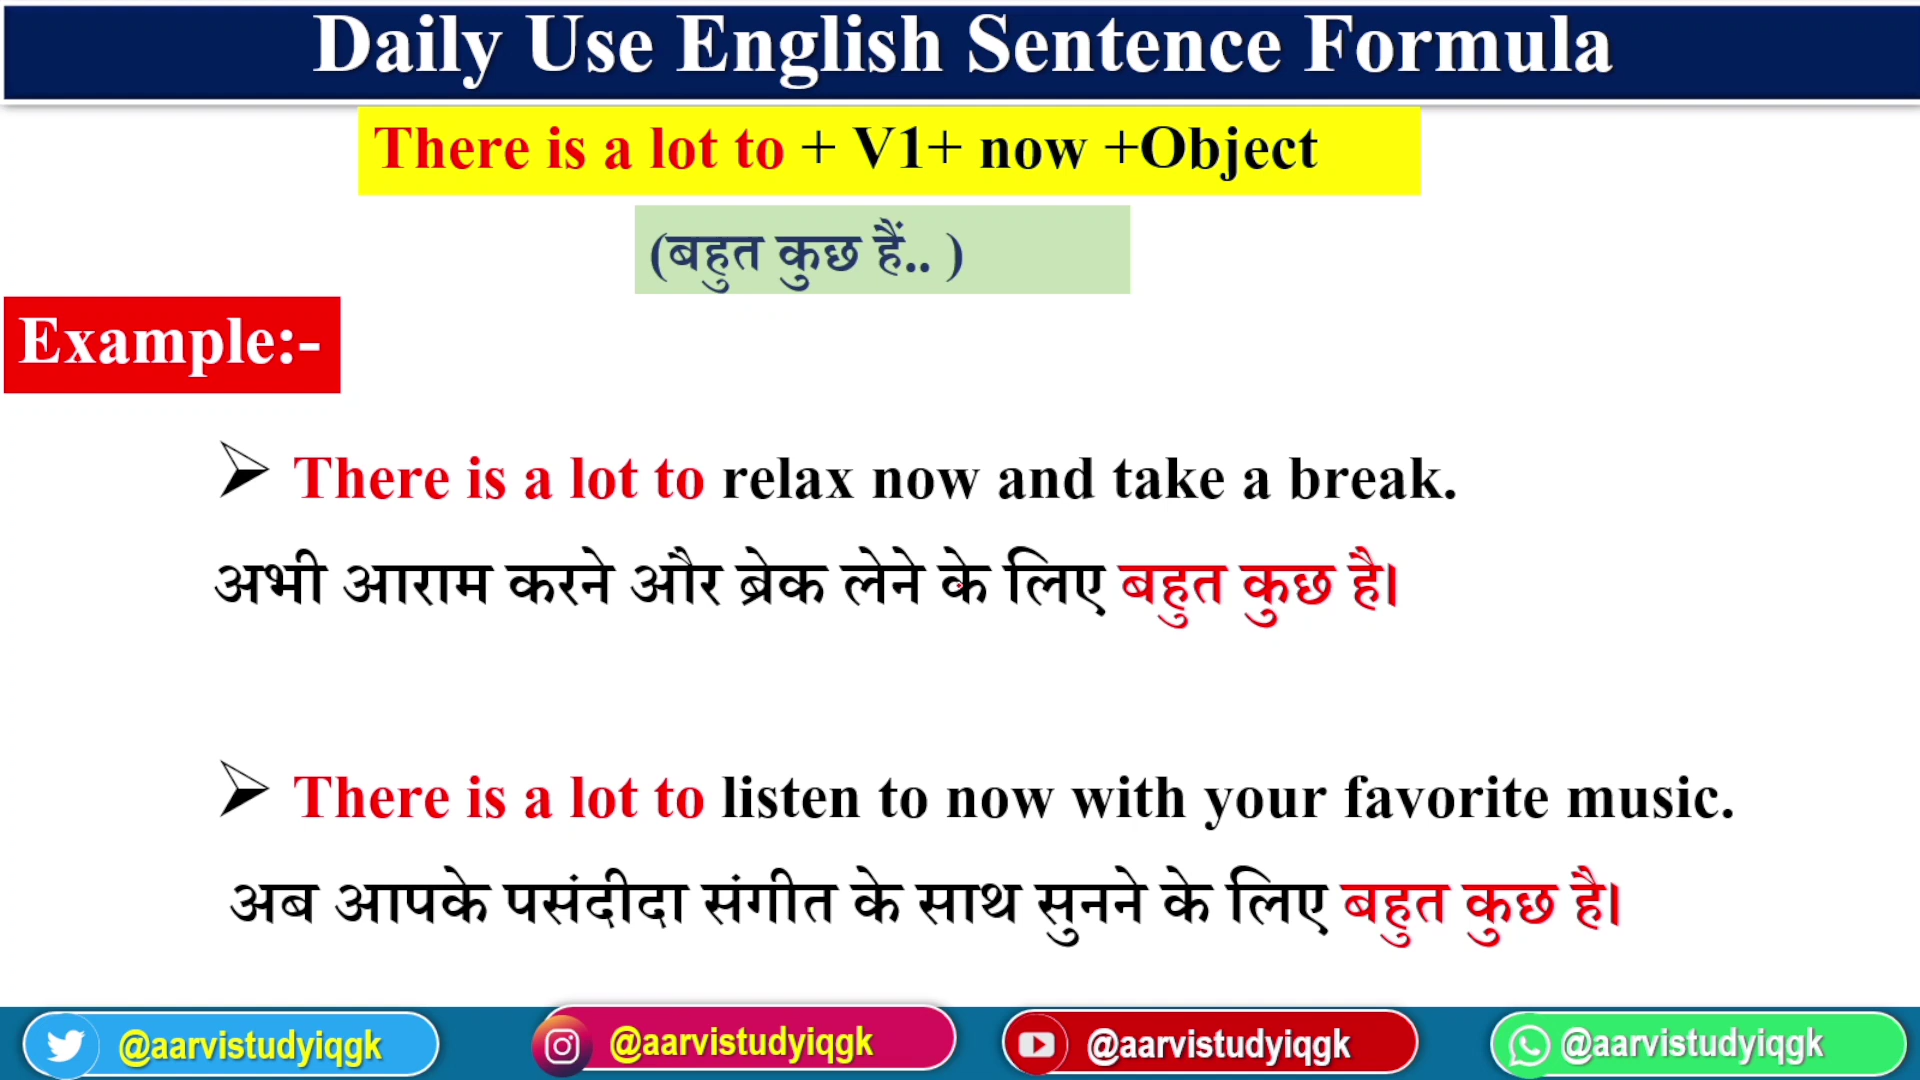 Daily Use English Sentence Formula
There is a lot to + V1+ now +Object
(बहुत कुछ हैं.. )
Example:-
➢ There is a lot to relax now and take a break.
अभी आराम करने और ब्रेक लेने के लिए बहुत कुछ है।
➢ There is a lot to listen to now with your favorite music.
अब आपके पसंदीदा संगीत के साथ सुनने के लिए बहुत कुछ है।
@aarvistudyiqgk @aarvistudyiqgk @aarvistudyiqgk @aarvistudyiqgk